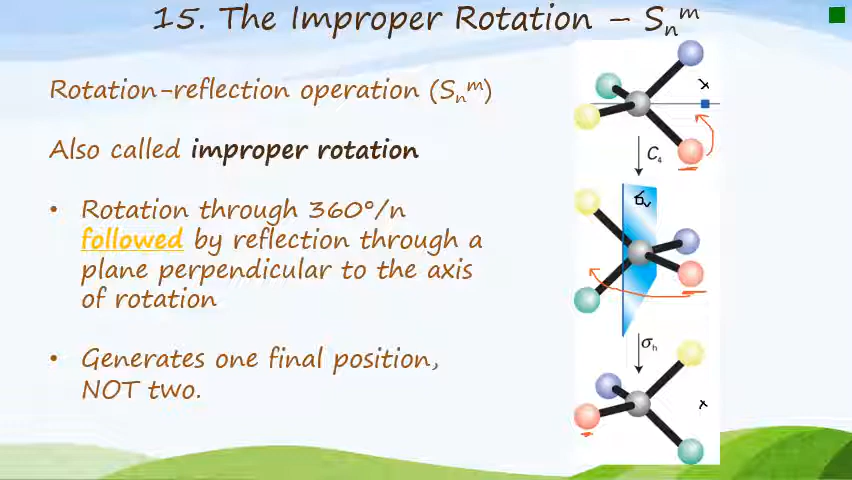 15. The Improper Rotation – Sₙᵐ
Rotation-reflection operation (Sₙᵐ)
Also called improper rotation
• Rotation through 360°/n
followed by reflection through a
plane perpendicular to the axis
of rotation
• Generates one final position,
NOT two.
x
C₄
σᵥ
σₕ
x